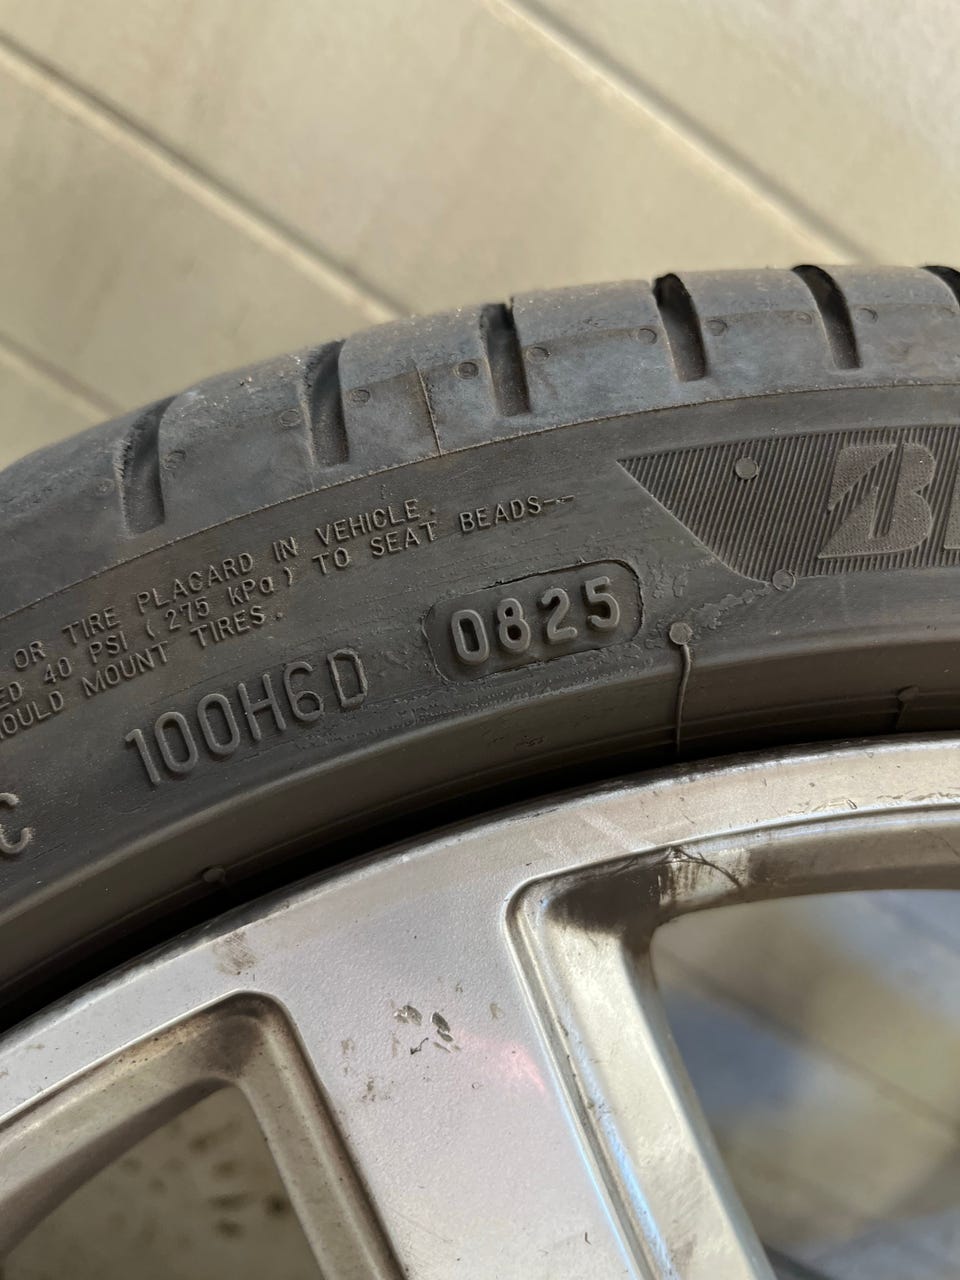 OR TIRE PLACARD IN VEHICLE.
ED 40 PSI (275 kPa) TO SEAT BEADS--
OULD MOUNT TIRES.
100H6D 0825
C
B